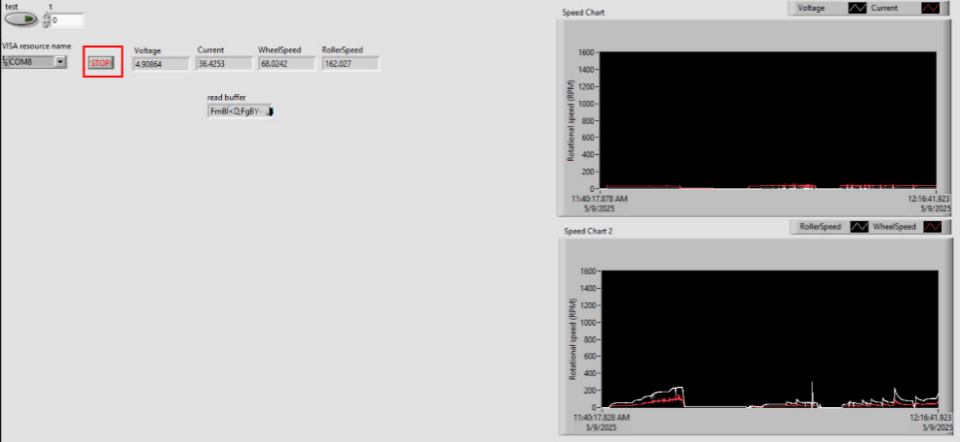 test
t
0
VISA resource name
COM8
STOP
Voltage
4.90864
Current
36.4253
WheelSpeed
68.0242
RollerSpeed
162.027
read buffer
Speed Chart
Voltage
Current
Rotational speed (RPM)
1600
1400
1200
1000
800
600
400
200
0
11:40:17.878 AM
5/9/2025
12:16:41.923
5/9/2025
Speed Chart 2
RollerSpeed
WheelSpeed
Rotational speed (RPM)
1600
1400
1200
1000
800
600
400
200
0
11:40:17.828 AM
5/9/2025
12:16:41.923
5/9/2025